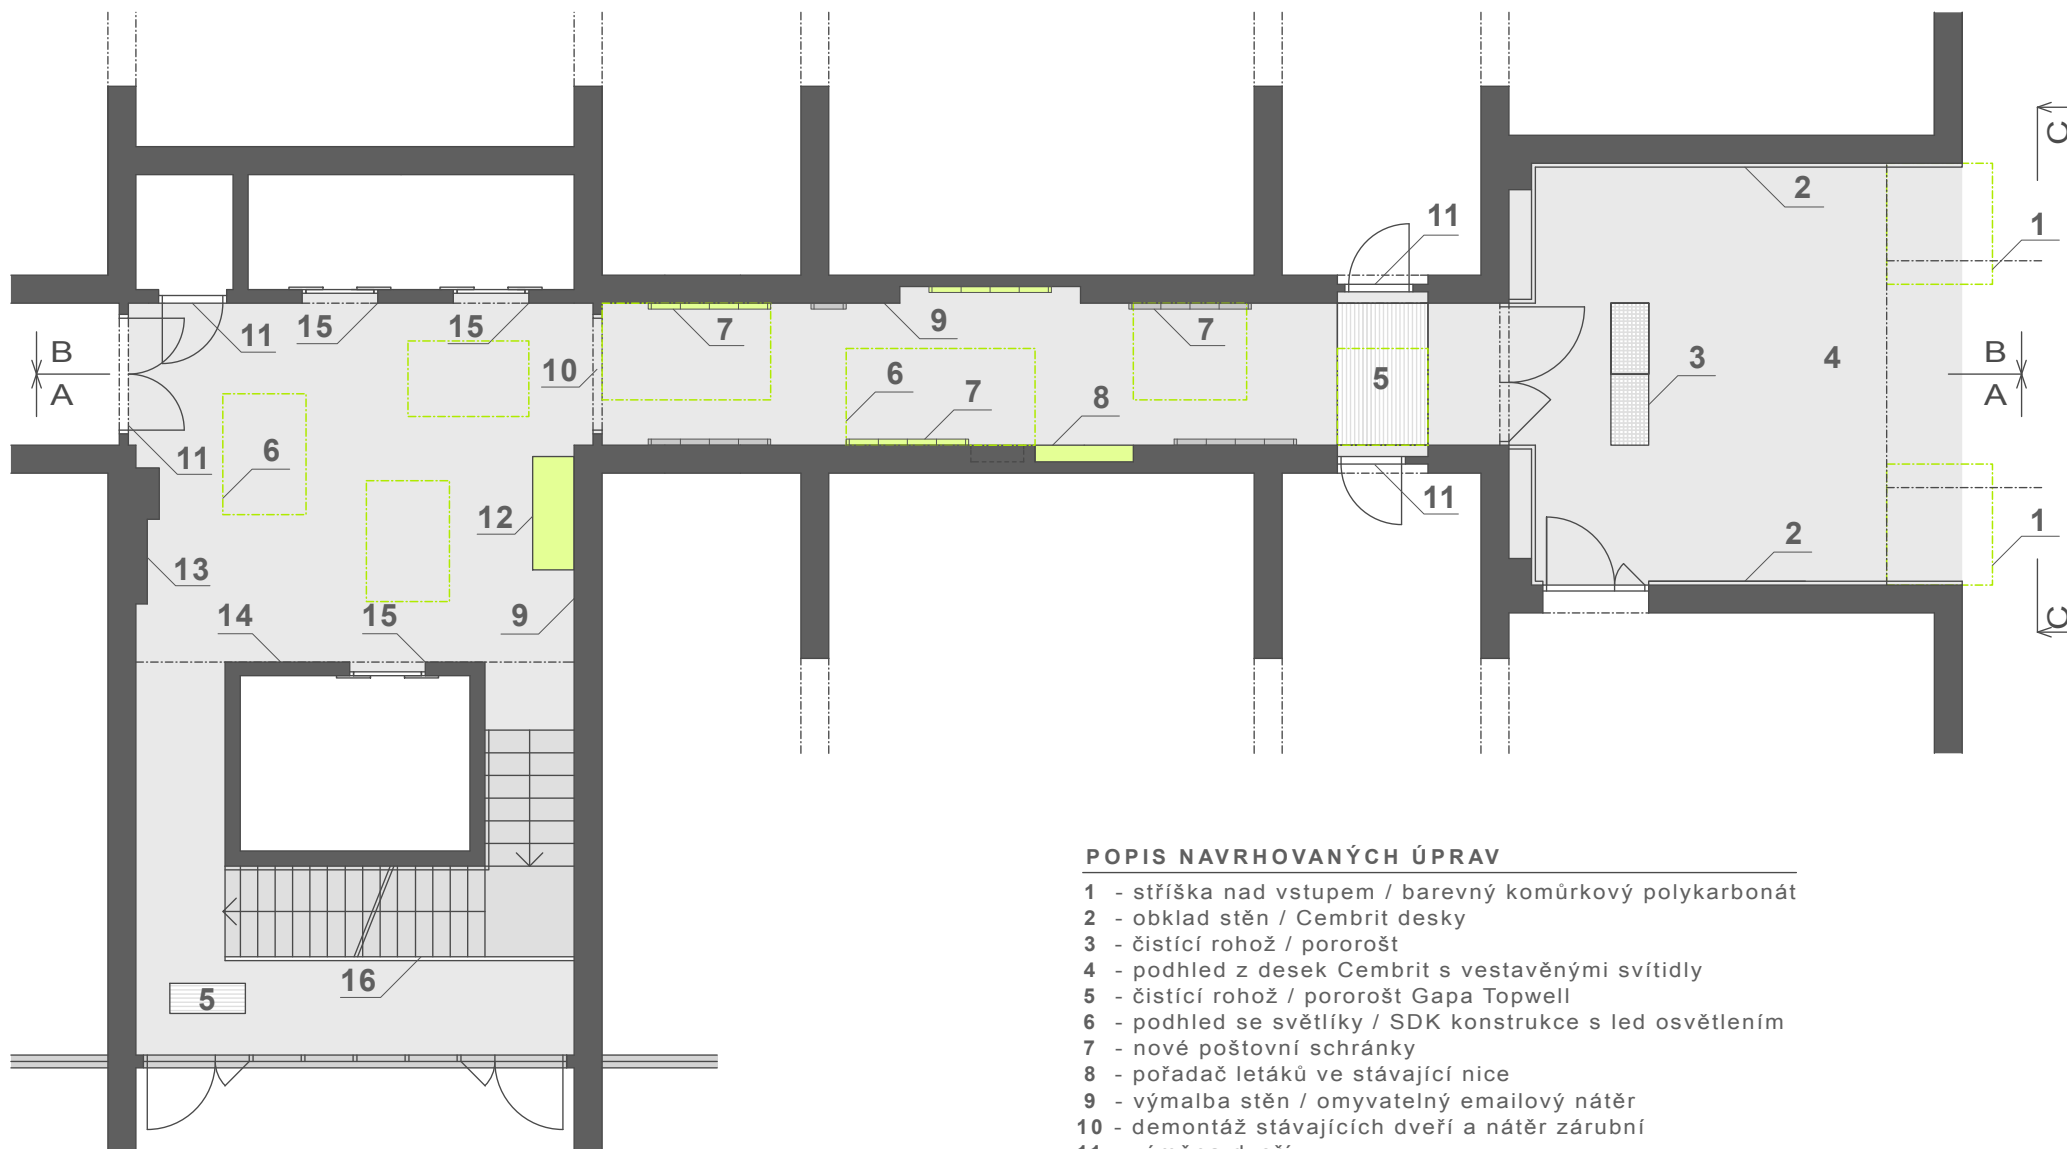 C
2
1
11
11
15
15
7
9
7
B
A
10
6
7
8
5
3
4
B
A
11
6
12
11
2
1
13
14
15
9
C
16
5
POPIS NAVRHOVANÝCH ÚPRAV
1 - stříška nad vstupem / barevný komůrkový polykarbonát
2 - obklad stěn / Cembrit desky
3 - čistící rohož / pororošt
4 - podhled z desek Cembrit s vestavěnými svítidly
5 - čistící rohož / pororošt Gapa Topwell
6 - podhled se světlíky / SDK konstrukce s led osvětlením
7 - nové poštovní schránky
8 - pořadač letáků ve stávající nice
9 - výmalba stěn / omyvatelný emailový nátěr
10 - demontáž stávajících dveří a nátěr zárubní